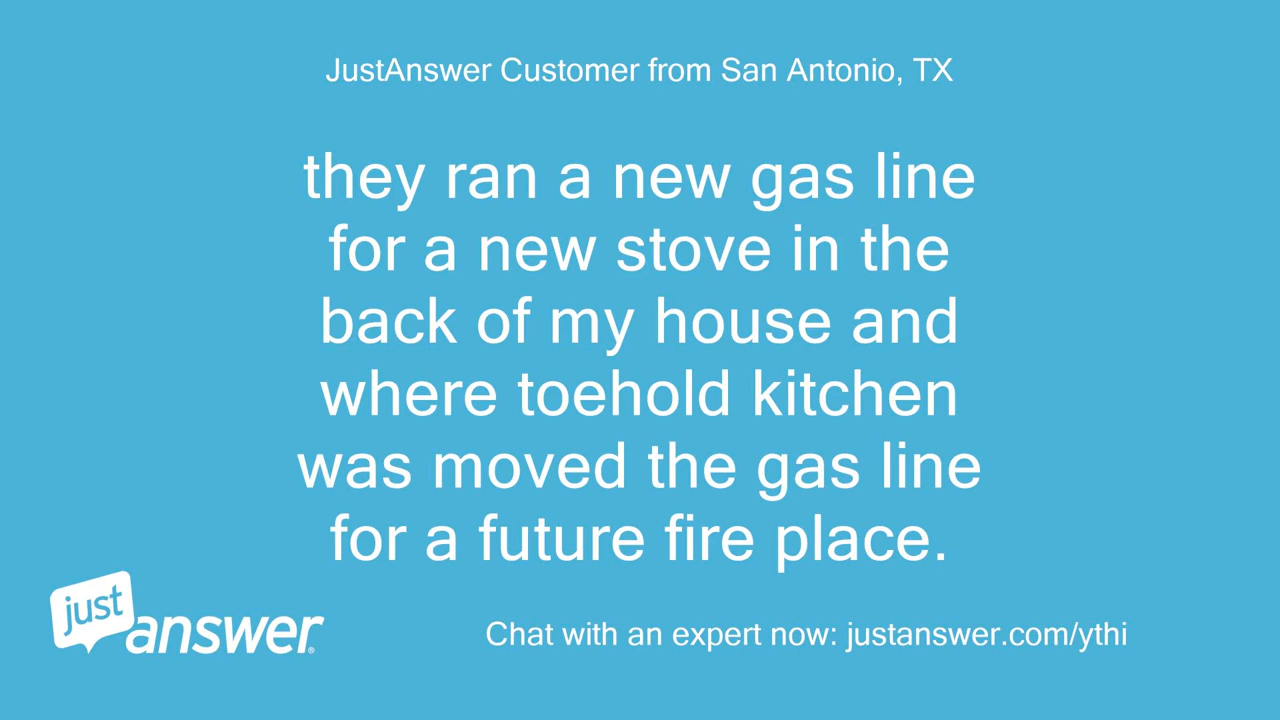 JustAnswer Customer from San Antonio, TX
they ran a new gas line
for a new stove in the
back of my house and
where toehold kitchen
was moved the gas line
for a future fire place.
just
answer®
Chat with an expert now: justanswer.com/ythi